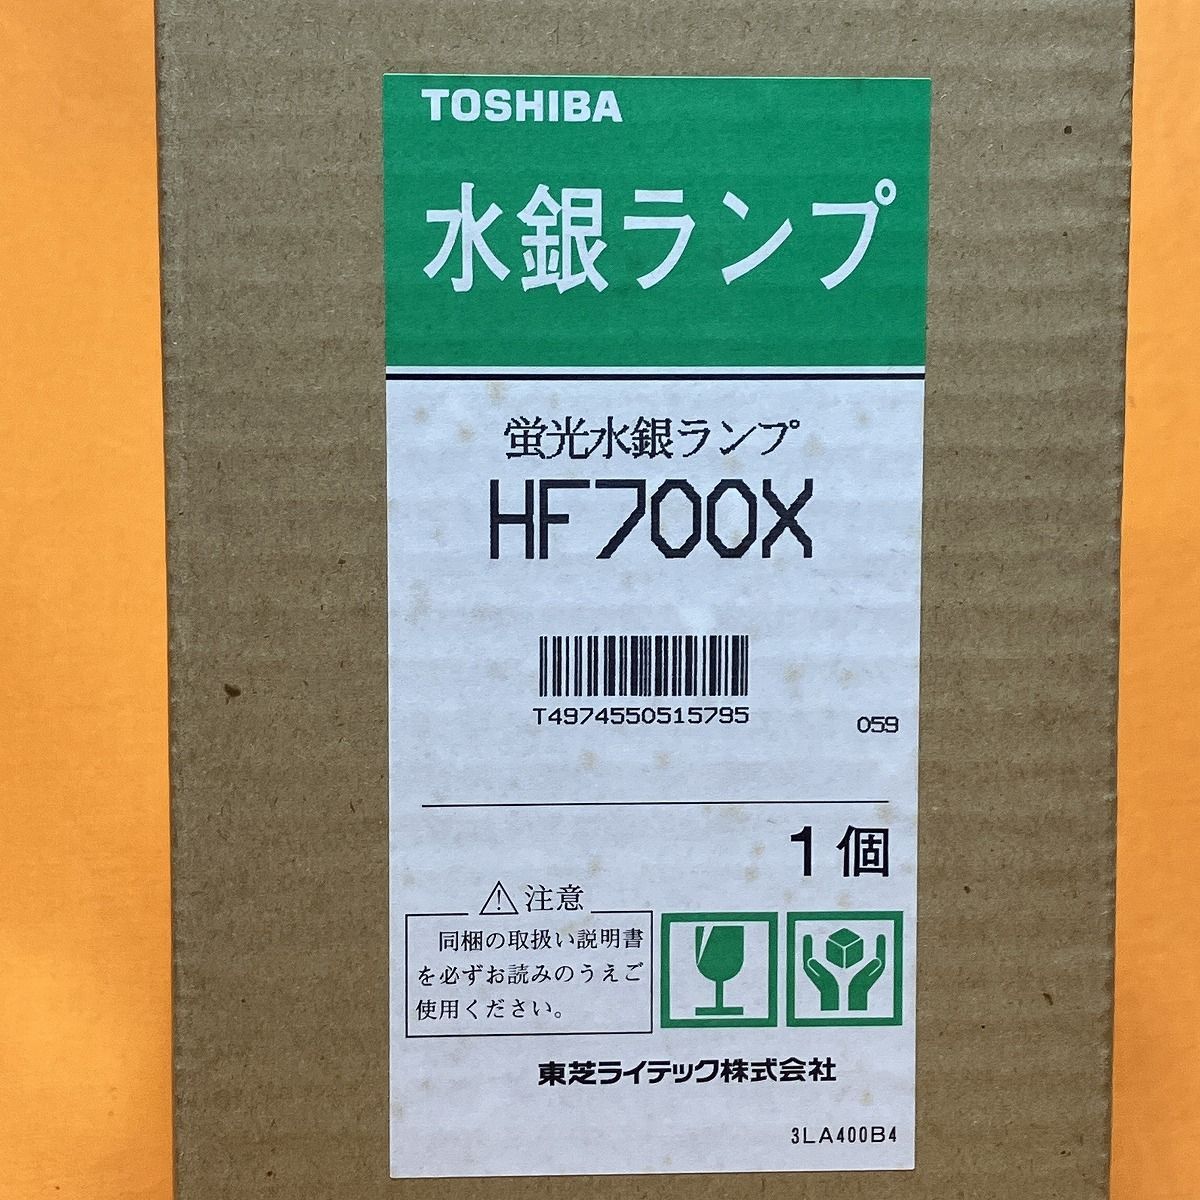 TOSHIBA
水銀ランプ
蛍光水銀ランプ
HF700X
T4974550515795
059
1個
注意
同梱の取扱い説明書
を必ずお読みのうえご
使用ください。
東芝ライテック株式会社
3LA400B4